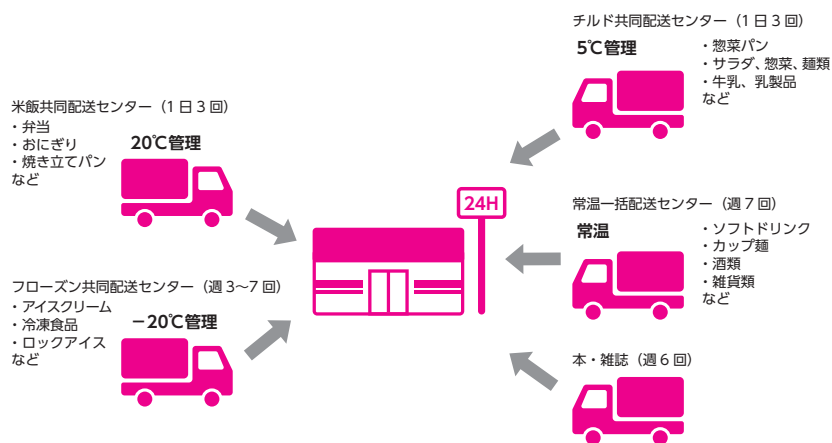 米飯共同配送センター（1日3回）
・弁当
・おにぎり
・焼き立てパン
など
20℃管理
フローズン共同配送センター（週3〜7回）
・アイスクリーム
・冷凍食品
・ロックアイス
など
−20℃管理
24H
チルド共同配送センター（1日3回）
5℃管理
・惣菜パン
・サラダ、惣菜、麺類
・牛乳、乳製品
など
常温一括配送センター（週7回）
常温
・ソフトドリンク
・カップ麺
・酒類
・雑貨類
など
本・雑誌（週6回）